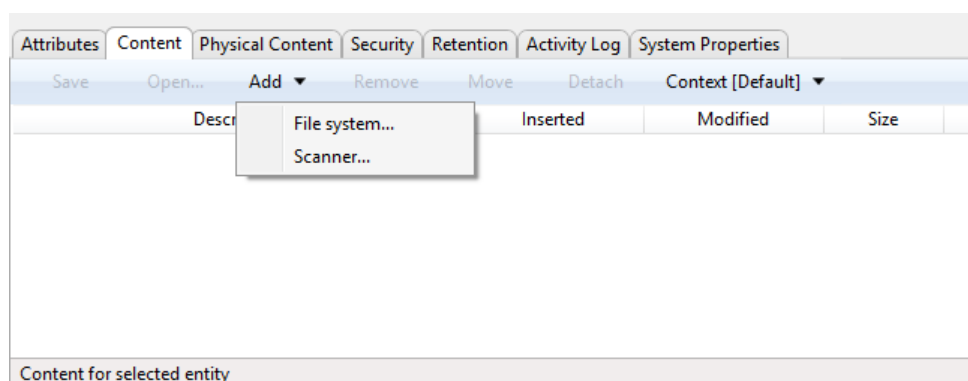 Attributes Content Physical Content Security Retention Activity Log System Properties
Save Open... Add Remove Move Detach Context [Default]
Descr Inserted Modified Size
File system...
Scanner...
Content for selected entity